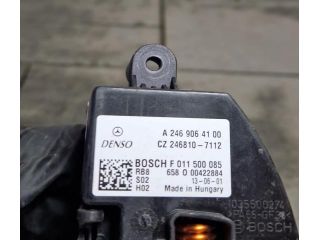 A 246 906 41 00
DENSO CZ 246810-7112
BOSCH F 011 500 085
RB8 658 O 00422884
S02 13-06-01
H02 Made in Hungary
BOSCH